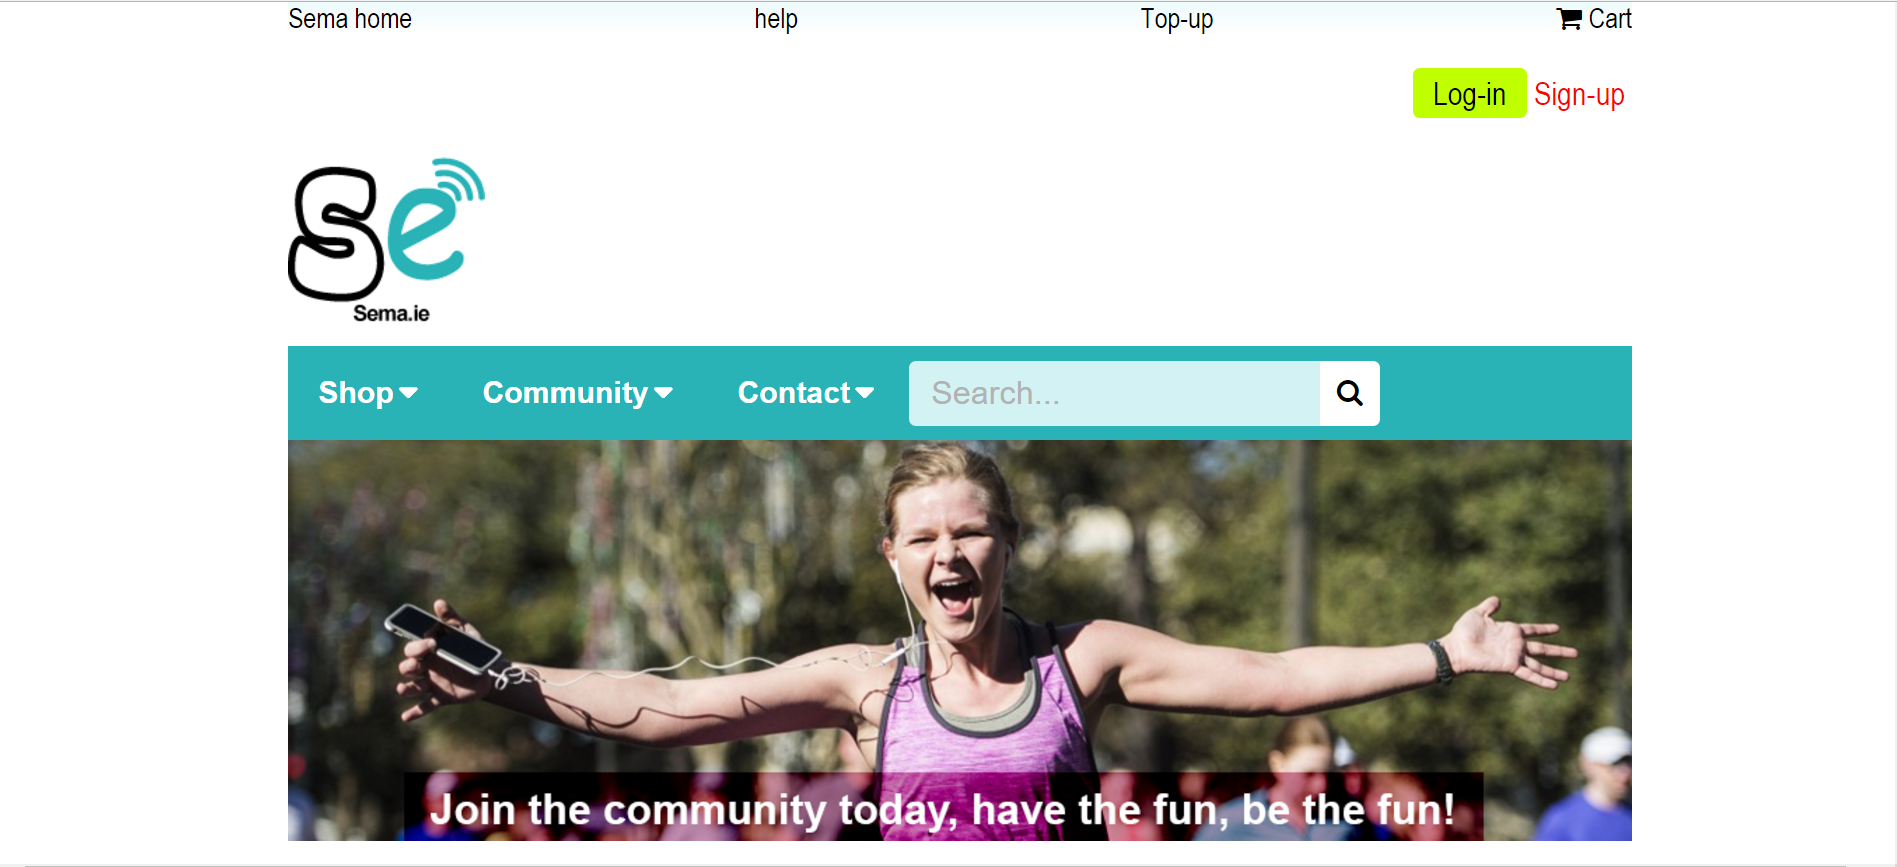 Sema home help Top-up Cart
Log-in Sign-up
Se
Sema.ie
Shop Community Contact Search...
Join the community today, have the fun, be the fun!